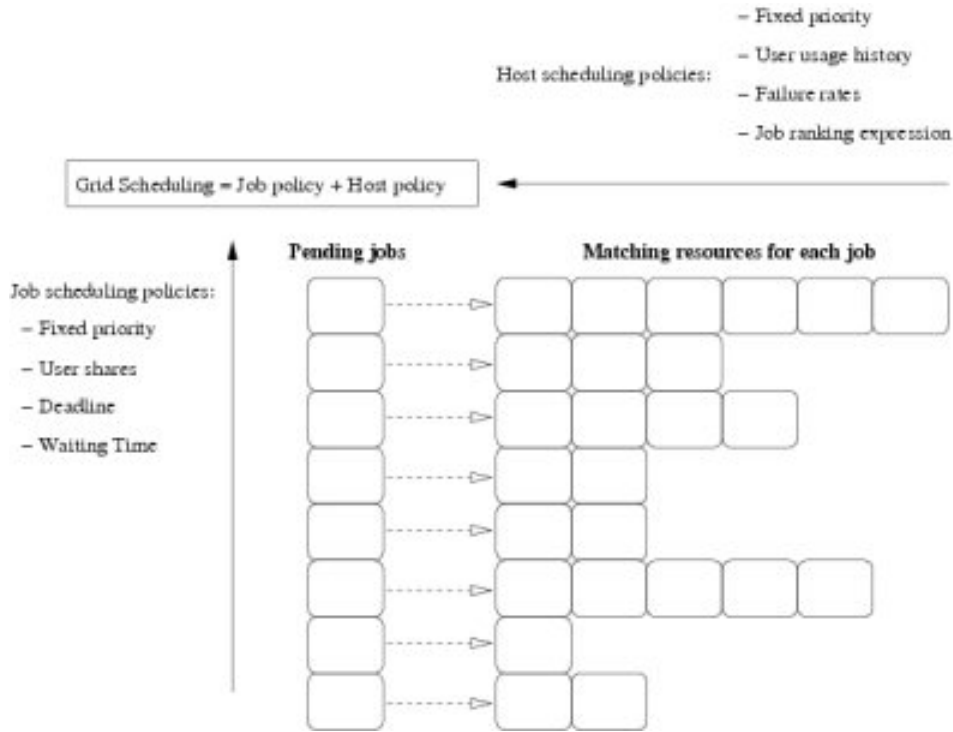 – Fixed priority
– User usage history
Host scheduling policies:
– Failure rates
– Job ranking expression
Grid Scheduling = Job policy + Host policy
Pending jobs
Matching resources for each job
Job scheduling policies:
– Fixed priority
– User shares
– Deadline
– Waiting Time